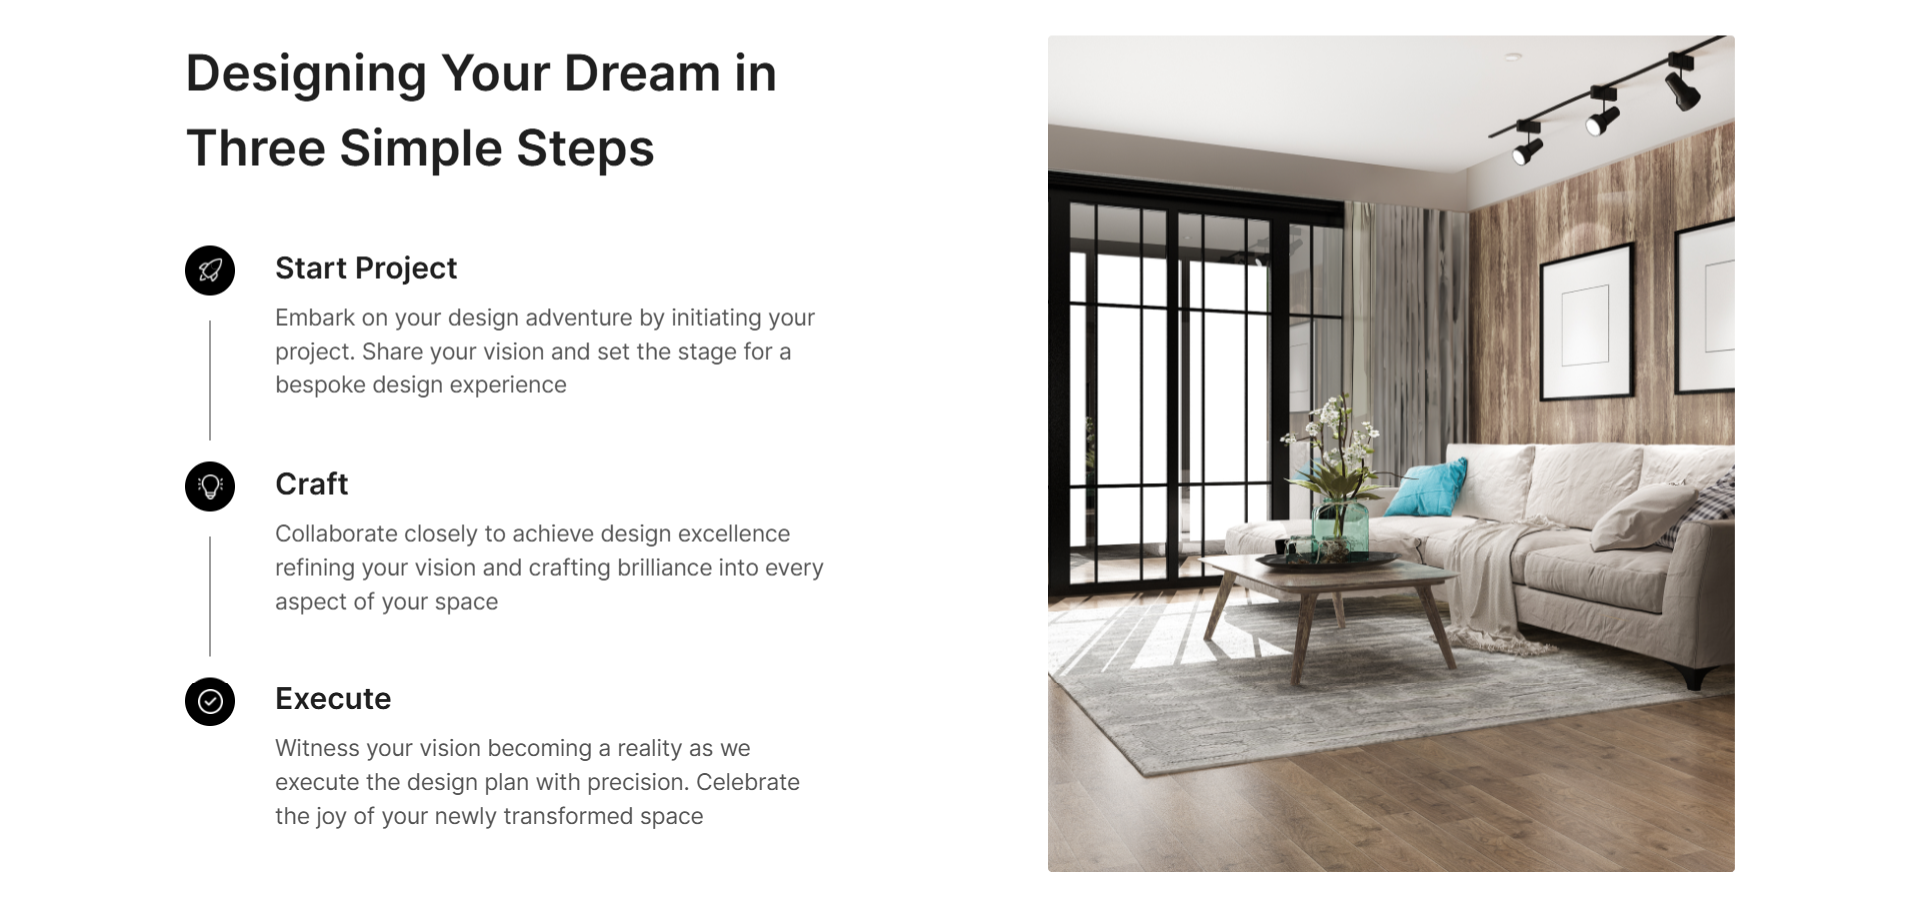 Designing Your Dream in
Three Simple Steps
Start Project
Embark on your design adventure by initiating your
project. Share your vision and set the stage for a
bespoke design experience
Craft
Collaborate closely to achieve design excellence
refining your vision and crafting brilliance into every
aspect of your space
Execute
Witness your vision becoming a reality as we
execute the design plan with precision. Celebrate
the joy of your newly transformed space